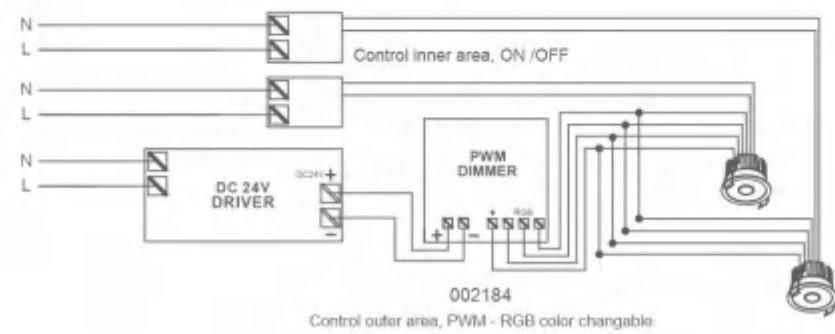 N
L
Control inner area, ON /OFF
N
L
N
L
DC 24V
DRIVER
DC24V +
−
PWM
DIMMER
+ − + RGB
002184
Control outer area, PWM - RGB color changable